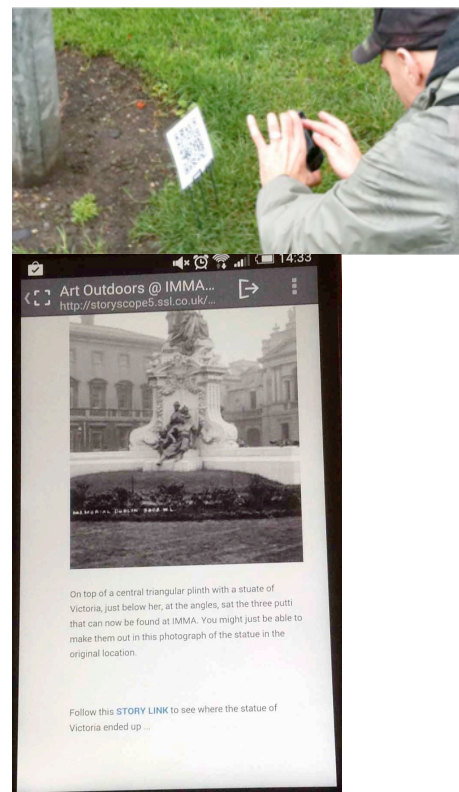 14:33
Art Outdoors @ IMMA...
http://storyscope5.ssl.co.uk/...
MEMORIAL DUBLIN
On top of a central triangular plinth with a stuate of
Victoria, just below her, at the angles, sat the three putti
that can now be found at IMMA. You might just be able to
make them out in this photograph of the statue in the
original location.
Follow this STORY LINK to see where the statue of
Victoria ended up ...